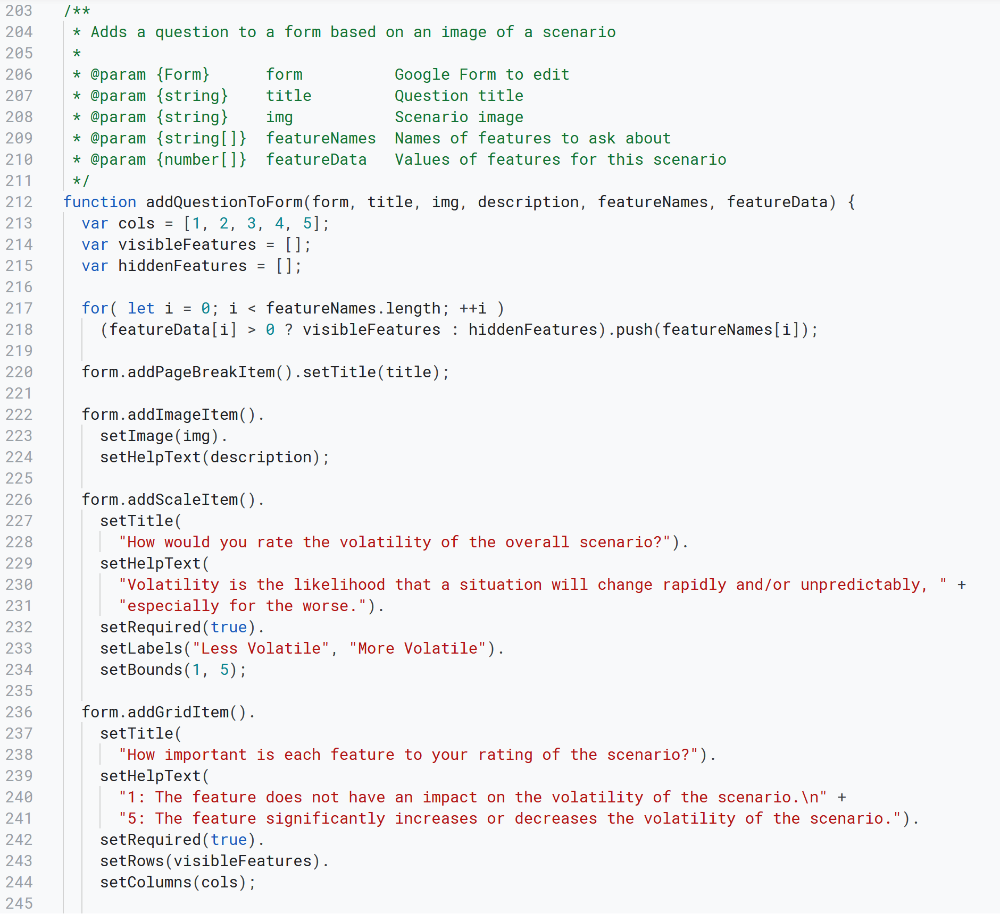 203 /**
204  * Adds a question to a form based on an image of a scenario
205  *
206  * @param {Form}      form          Google Form to edit
207  * @param {string}    title         Question title
208  * @param {string}    img           Scenario image
209  * @param {string[]}  featureNames  Names of features to ask about
210  * @param {number[]}  featureData   Values of features for this scenario
211  */
212 function addQuestionToForm(form, title, img, description, featureNames, featureData) {
213   var cols = [1, 2, 3, 4, 5];
214   var visibleFeatures = [];
215   var hiddenFeatures = [];
216
217   for( let i = 0; i < featureNames.length; ++i )
218     (featureData[i] > 0 ? visibleFeatures : hiddenFeatures).push(featureNames[i]);
219
220   form.addPageBreakItem().setTitle(title);
221
222   form.addImageItem().
223     setImage(img).
224     setHelpText(description);
225
226   form.addScaleItem().
227     setTitle(
228       "How would you rate the volatility of the overall scenario?").
229     setHelpText(
230       "Volatility is the likelihood that a situation will change rapidly and/or unpredictably, " +
231       "especially for the worse.").
232     setRequired(true).
233     setLabels("Less Volatile", "More Volatile").
234     setBounds(1, 5);
235
236   form.addGridItem().
237     setTitle(
238       "How important is each feature to your rating of the scenario?").
239     setHelpText(
240       "1: The feature does not have an impact on the volatility of the scenario.\n" +
241       "5: The feature significantly increases or decreases the volatility of the scenario.").
242     setRequired(true).
243     setRows(visibleFeatures).
244     setColumns(cols);
245